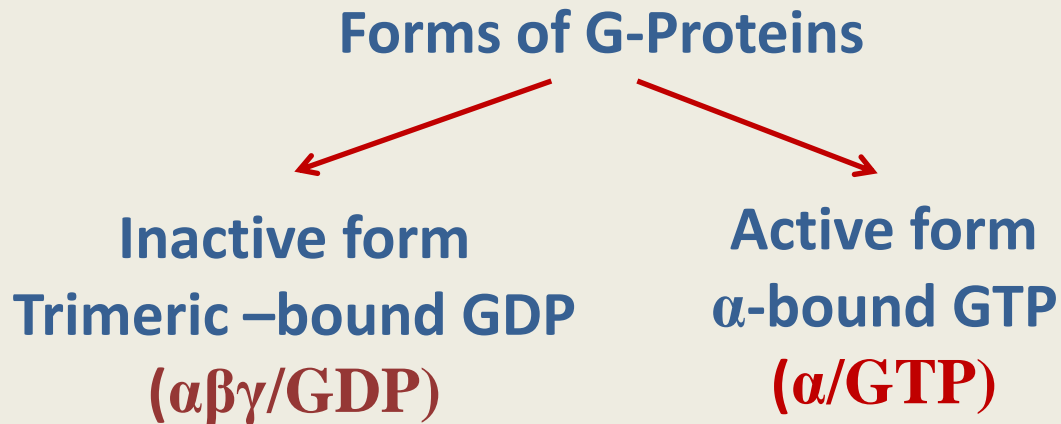 Forms of G-Proteins
Inactive form
Trimeric –bound GDP
(αβγ/GDP)
Active form
α-bound GTP
(α/GTP)